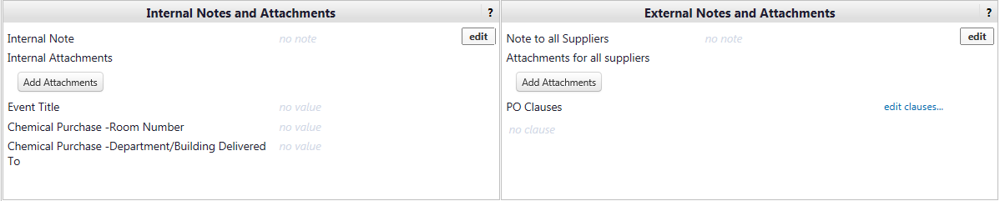 Internal Notes and Attachments ?
Internal Note no note edit
Internal Attachments
Add Attachments
Event Title no value
Chemical Purchase -Room Number no value
Chemical Purchase -Department/Building Delivered no value
To
External Notes and Attachments ?
Note to all Suppliers no note edit
Attachments for all suppliers
Add Attachments
PO Clauses edit clauses...
no clause